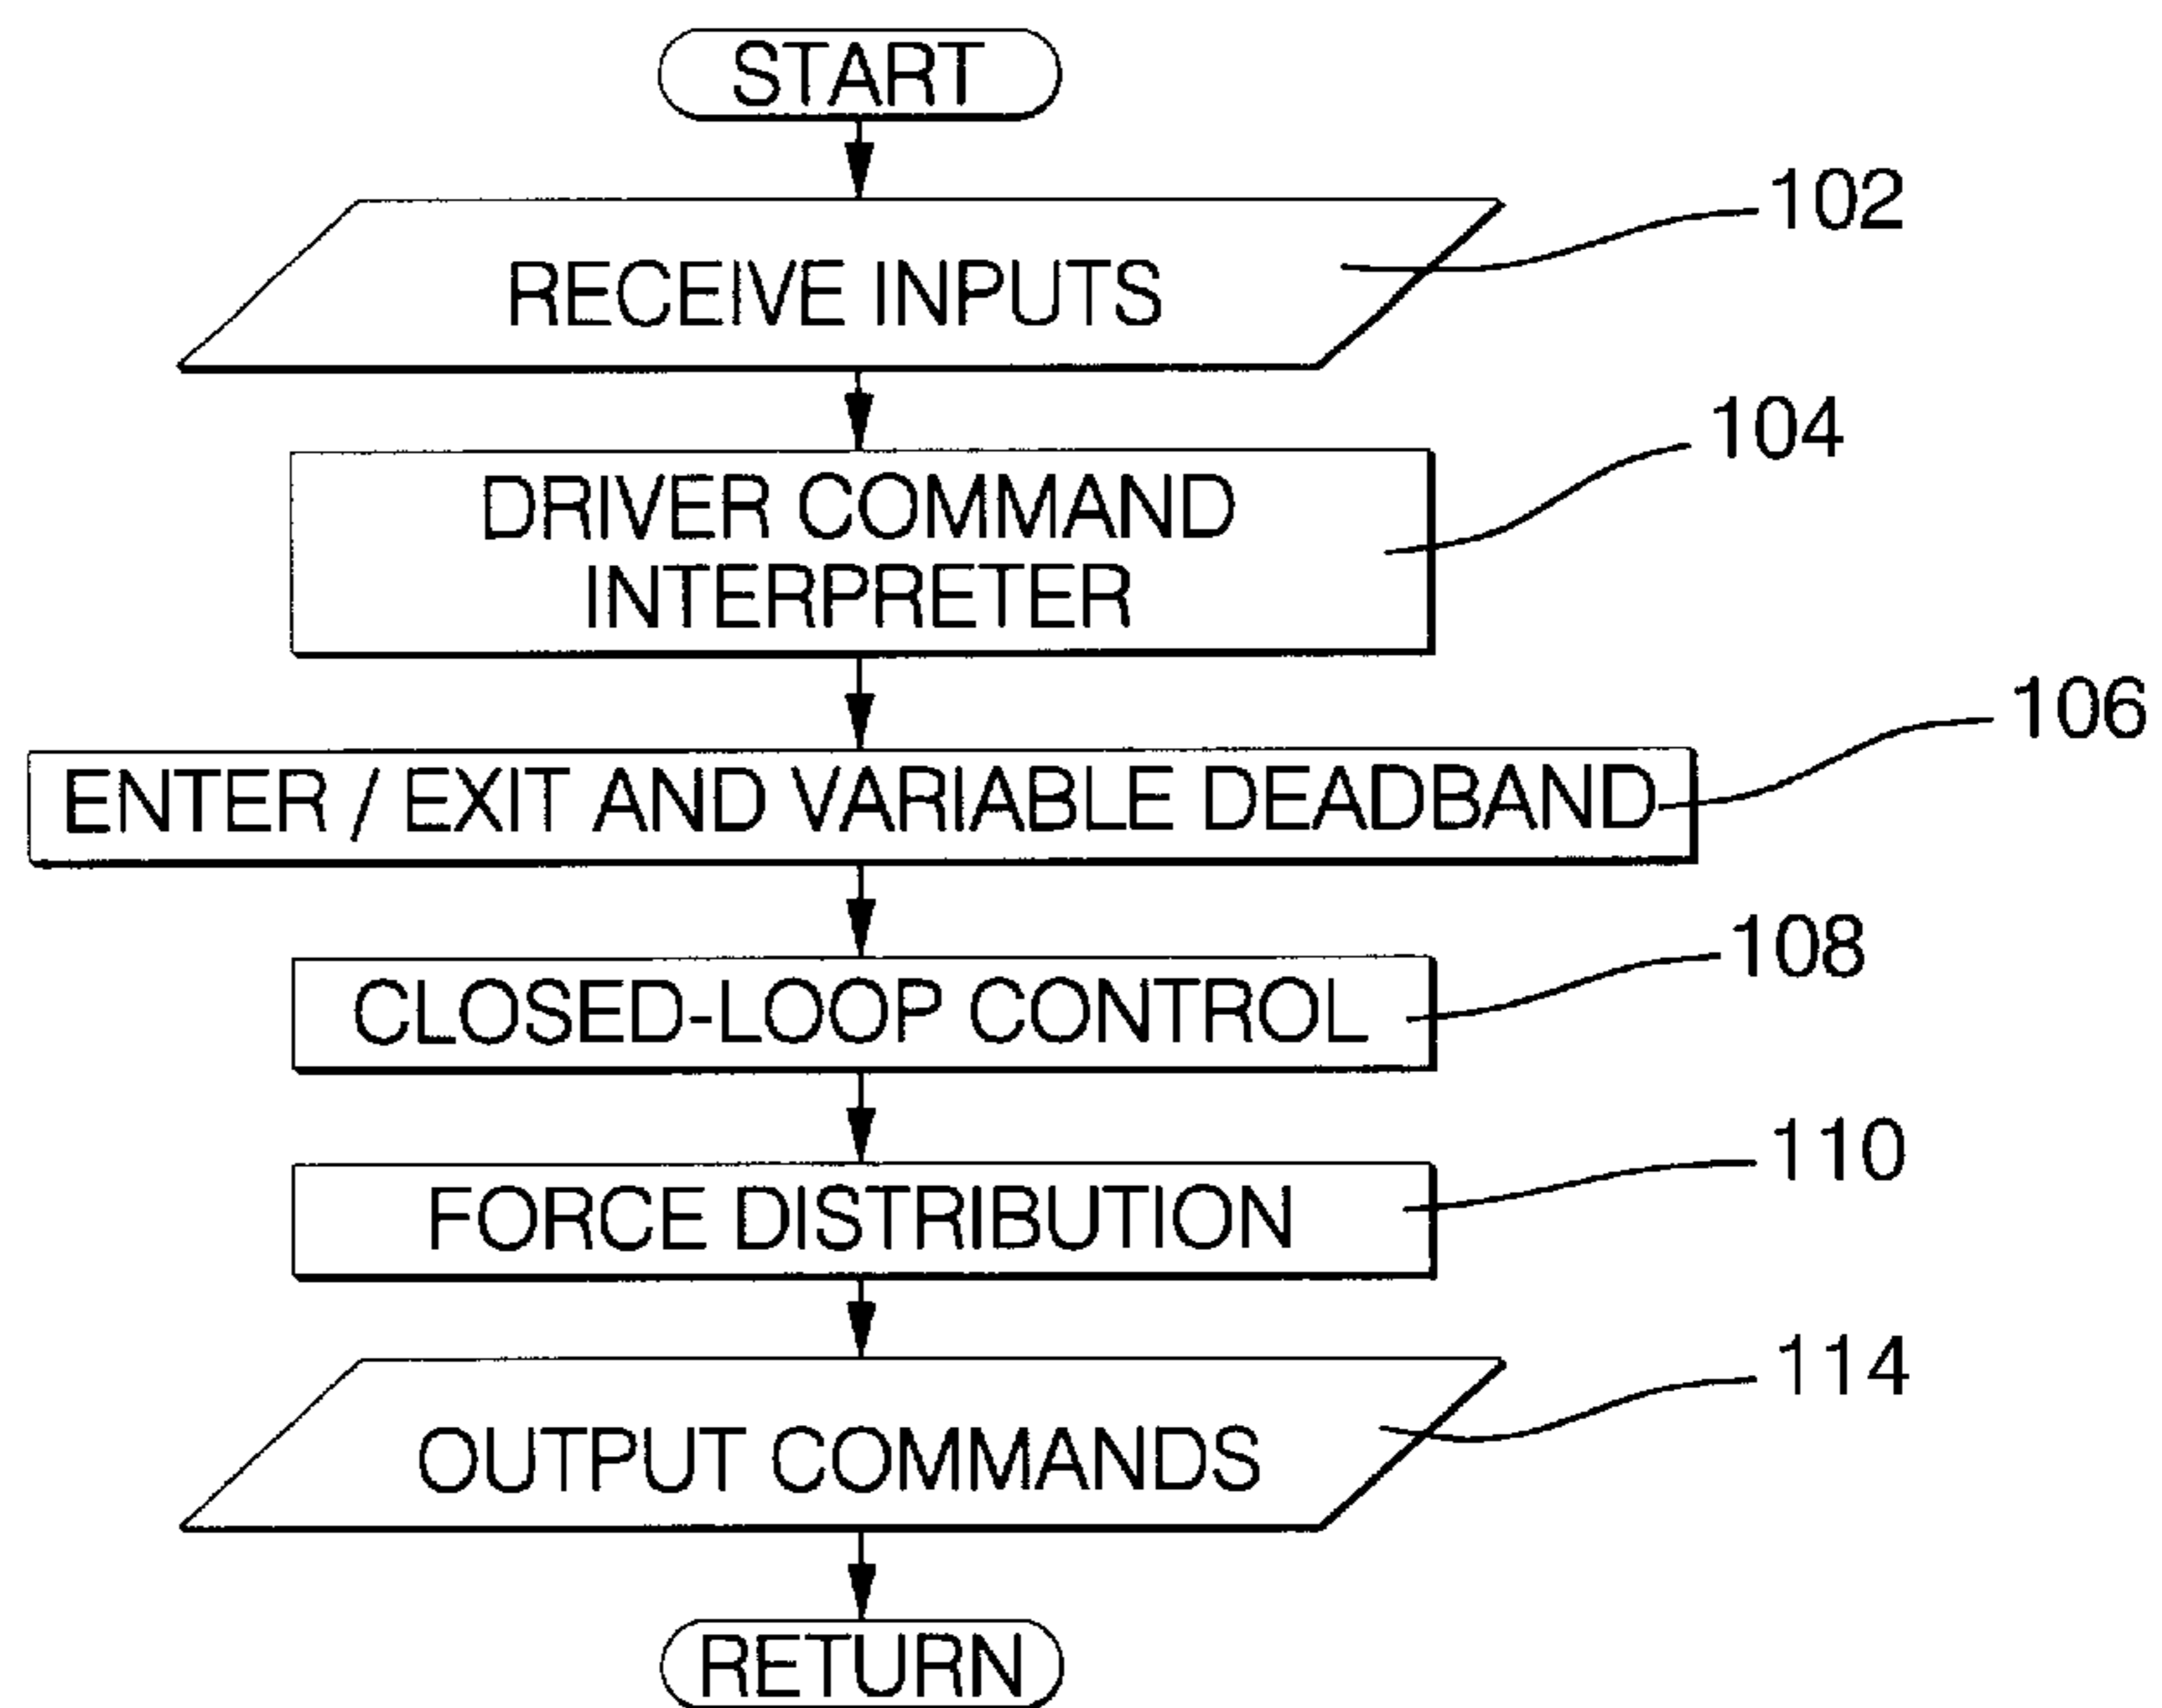 START
102
RECEIVE INPUTS
104
DRIVER COMMAND
INTERPRETER
106
ENTER / EXIT AND VARIABLE DEADBAND
108
CLOSED-LOOP CONTROL
110
FORCE DISTRIBUTION
114
OUTPUT COMMANDS
RETURN